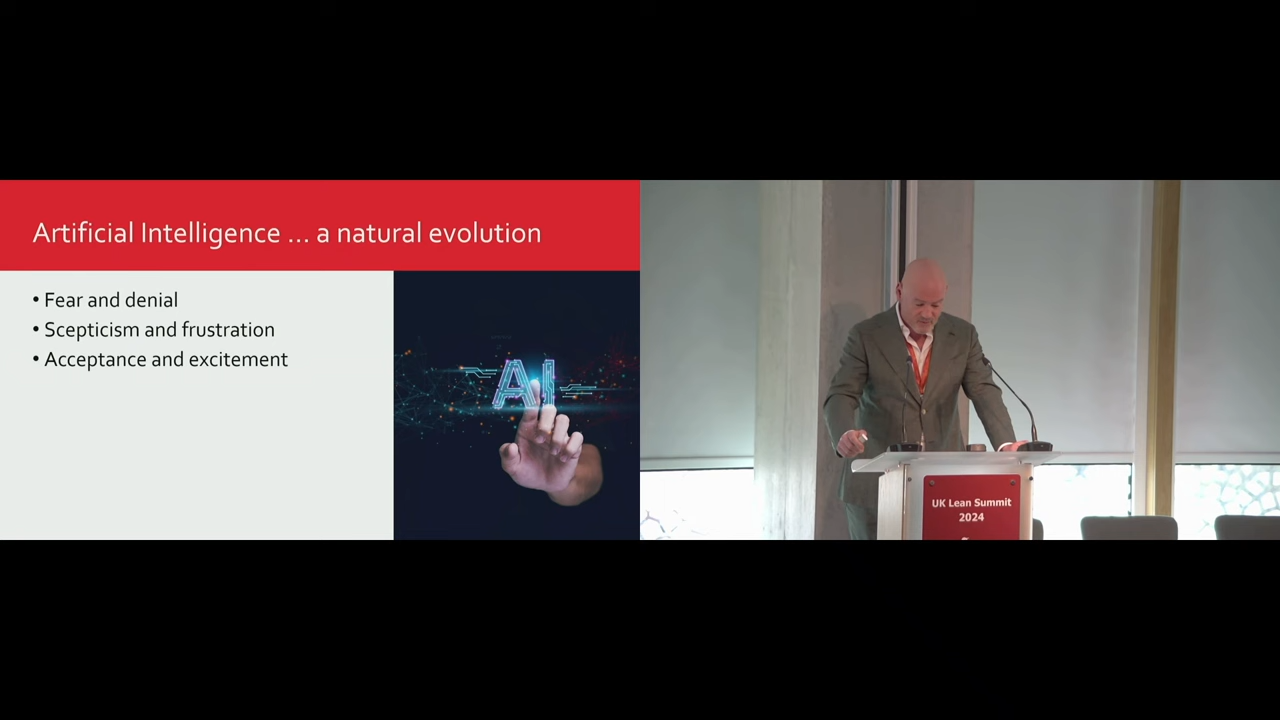 Artificial Intelligence ... a natural evolution
• Fear and denial
• Scepticism and frustration
• Acceptance and excitement
AI
UK Lean Summit
2024